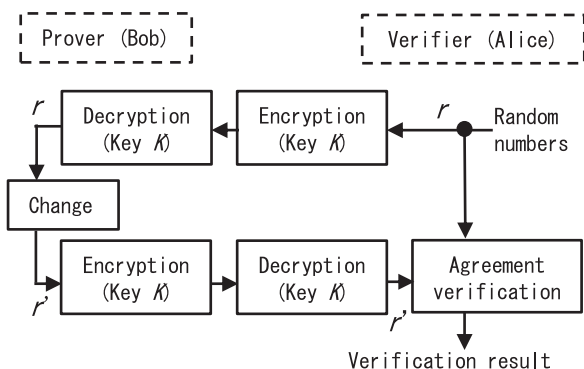 Prover (Bob)
Verifier (Alice)
r
Decryption
(Key K)
Encryption
(Key K)
r
Random
numbers
Change
r'
Encryption
(Key K)
Decryption
(Key K)
r'
Agreement
verification
Verification result